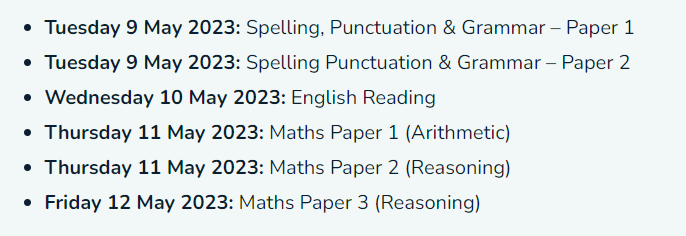 Tuesday 9 May 2023: Spelling, Punctuation & Grammar – Paper 1
Tuesday 9 May 2023: Spelling Punctuation & Grammar – Paper 2
Wednesday 10 May 2023: English Reading
Thursday 11 May 2023: Maths Paper 1 (Arithmetic)
Thursday 11 May 2023: Maths Paper 2 (Reasoning)
Friday 12 May 2023: Maths Paper 3 (Reasoning)